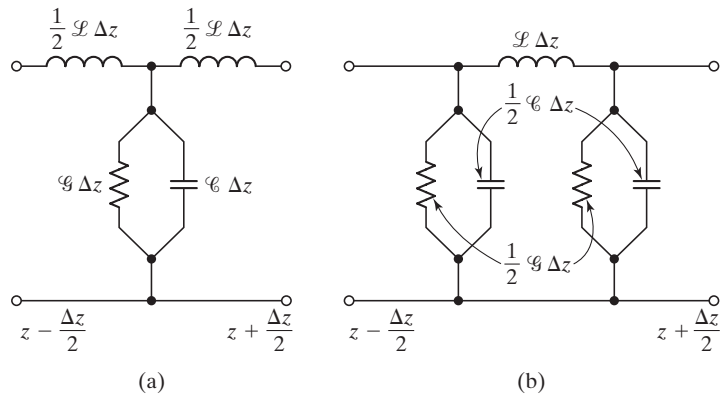 1/2 ℒ Δz
1/2 ℒ Δz
𝒢 Δz
𝒞 Δz
z − Δz/2
z + Δz/2
(a)
ℒ Δz
1/2 𝒞 Δz
1/2 𝒢 Δz
z − Δz/2
z + Δz/2
(b)